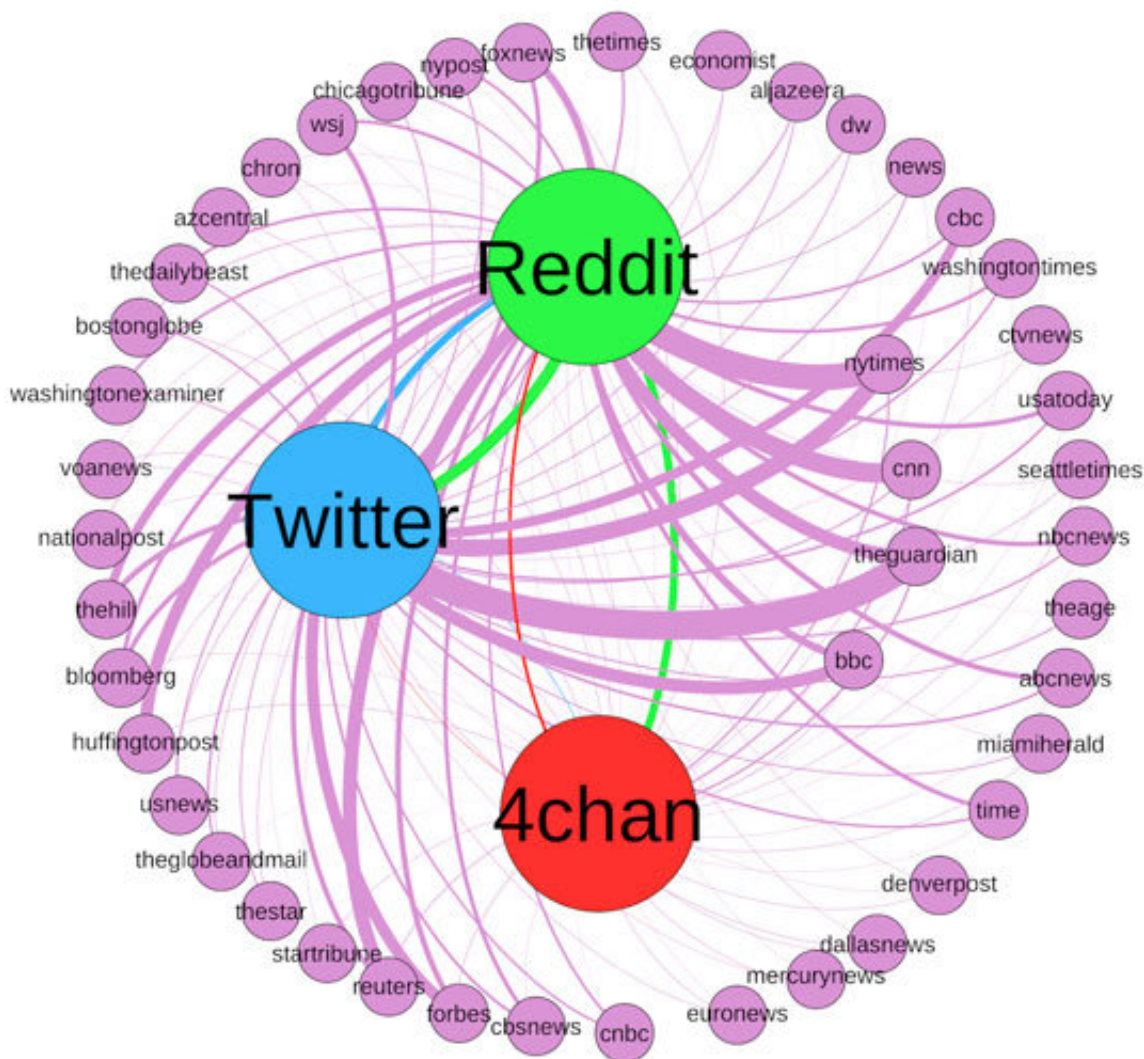 thetimes
foxnews
economist
nypost
aljazeera
chicagotribune
dw
wsj
news
chron
cbc
azcentral
washingtontimes
Reddit
thedailybeast
bostonglobe
ctvnews
nytimes
washingtonexaminer
usatoday
voanews
cnn
seattletimes
Twitter
nationalpost
nbcnews
theguardian
thehill
theage
bbc
bloomberg
abcnews
huffingtonpost
miamiherald
usnews
4chan
time
theglobeandmail
denverpost
thestar
dallasnews
startribune
mercurynews
reuters
forbes
euronews
cbsnews
cnbc